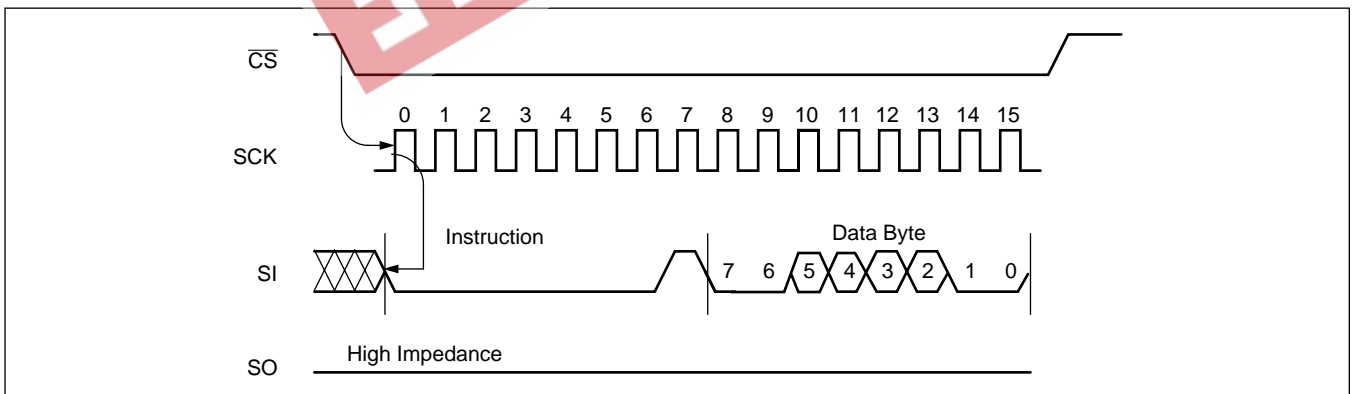 CS
0 1 2 3 4 5 6 7 8 9 10 11 12 13 14 15
SCK
Instruction
Data Byte
SI
7 6 5 4 3 2 1 0
High Impedance
SO